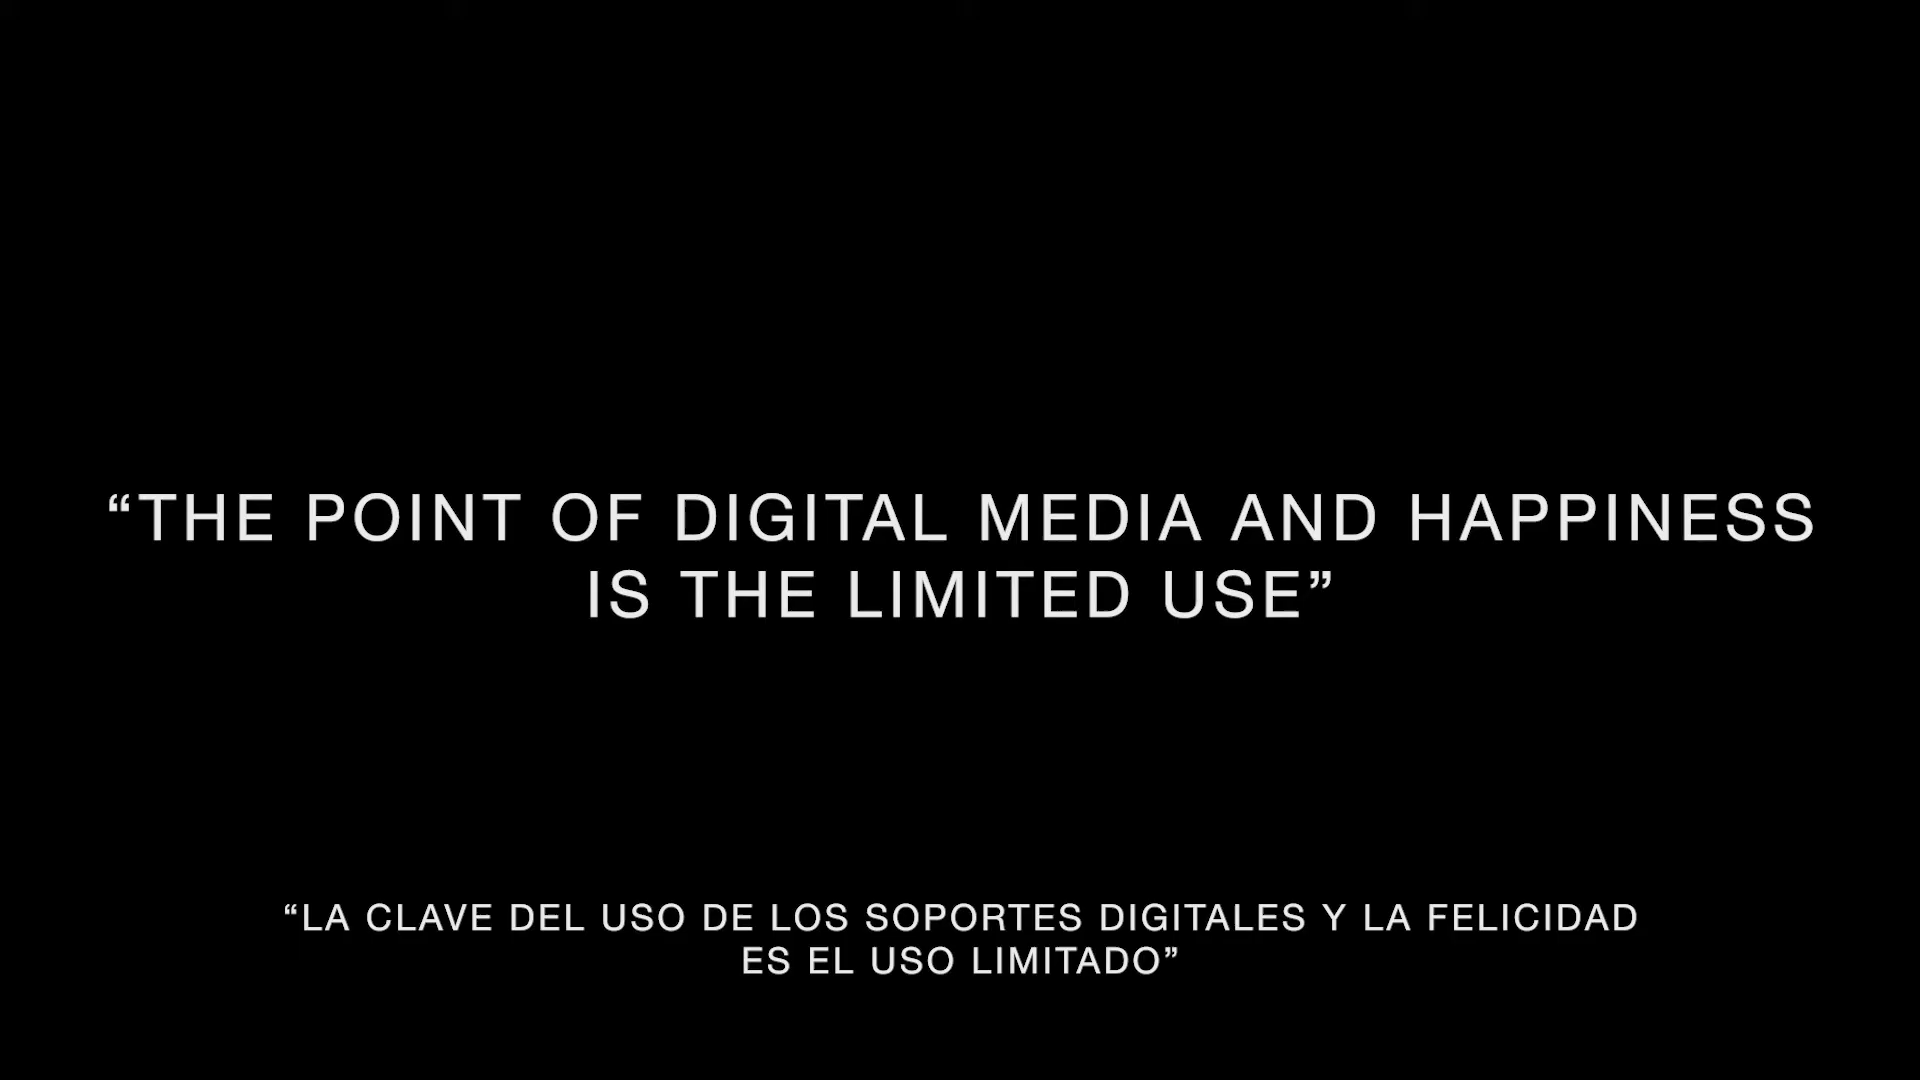 “THE POINT OF DIGITAL MEDIA AND HAPPINESS
IS THE LIMITED USE”
“LA CLAVE DEL USO DE LOS SOPORTES DIGITALES Y LA FELICIDAD
ES EL USO LIMITADO”